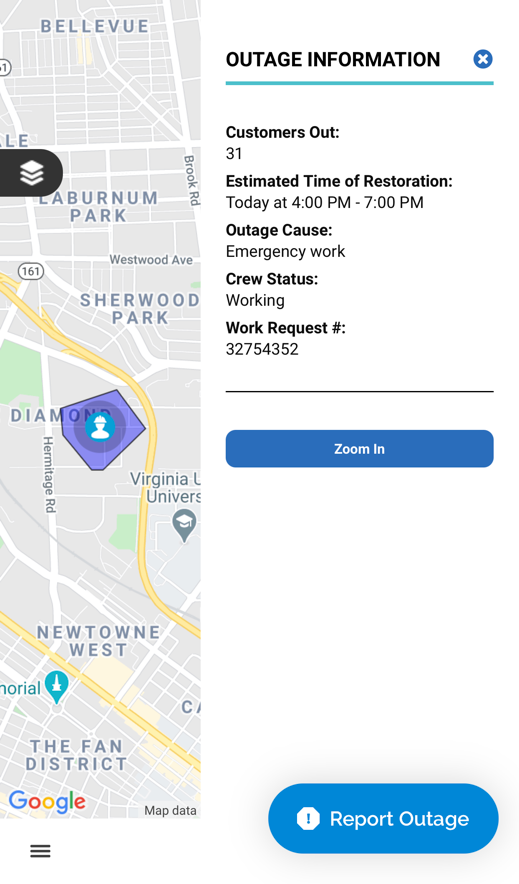 BELLEVUE
LABURNUM
PARK
Brook Rd
Westwood Ave
161
SHERWOOD
PARK
DIAMOND
Hermitage Rd
Virginia U
Univers
NEWTOWNE
WEST
morial
THE FAN
DISTRICT
Google
Map data
OUTAGE INFORMATION
Customers Out:
31
Estimated Time of Restoration:
Today at 4:00 PM - 7:00 PM
Outage Cause:
Emergency work
Crew Status:
Working
Work Request #:
32754352
Zoom In
Report Outage